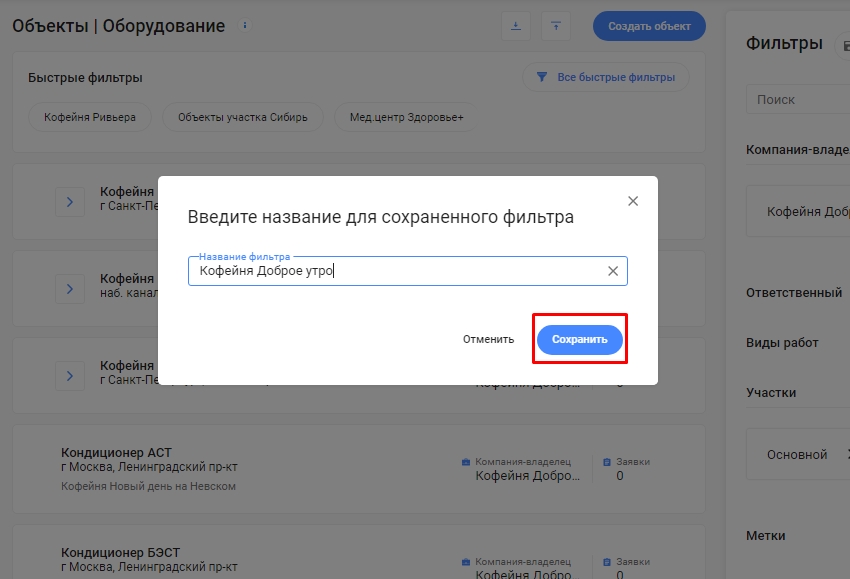 Объекты | Оборудование
Создать объект
Быстрые фильтры
Все быстрые фильтры
Кофейня Ривьера
Объекты участка Сибирь
Мед.центр Здоровье+
Кофейня
г Санкт-Пе
Кофейня
наб. канал
Кофейня
г Санкт-Пе
Кофейня Добро...
0
Кондиционер АСТ
г Москва, Ленинградский пр-кт
Кофейня Новый день на Невском
Компания-владелец
Кофейня Добро...
Заявки
0
Кондиционер БЭСТ
г Москва, Ленинградский пр-кт
Компания-владелец
Кофейня Добро...
Заявки
0
Введите название для сохраненного фильтра
Название фильтра
Кофейня Доброе утро
Отменить
Сохранить
Фильтры
Поиск
Компания-владе
Кофейня Доб
Ответственный
Виды работ
Участки
Основной
Метки